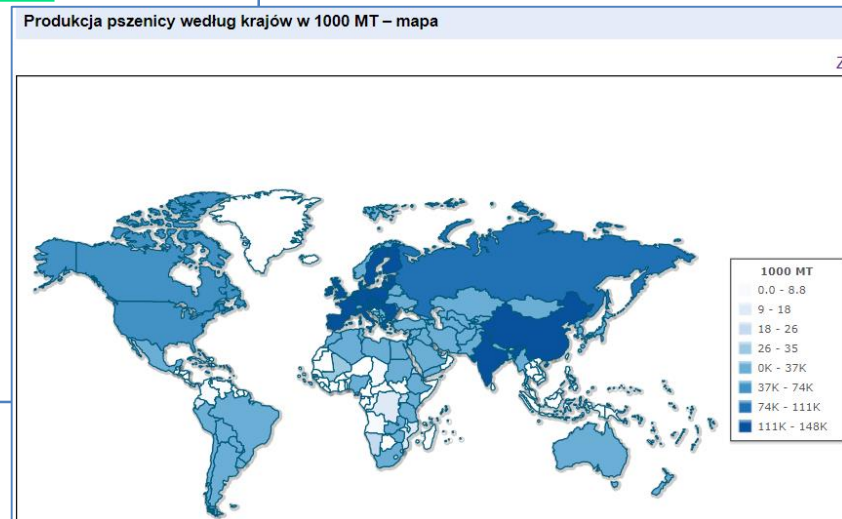 Produkcja pszenicy według krajów w 1000 MT – mapa
Z
1000 MT
0.0 - 8.8
9 - 18
18 - 26
26 - 35
0K - 37K
37K - 74K
74K - 111K
111K - 148K